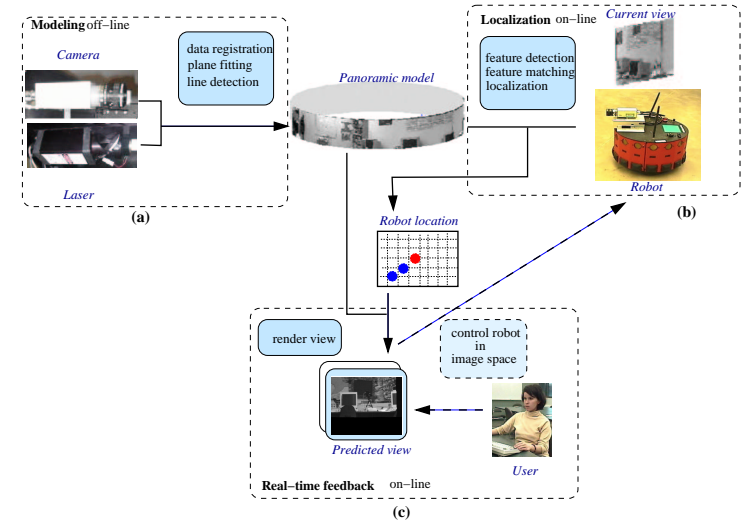 Modeling off−line
Camera
data registration
plane fitting
line detection
Laser
(a)
Panoramic model
Localization on−line
Current view
feature detection
feature matching
localization
Robot
(b)
Robot location
render view
control robot
in
image space
Predicted view
User
Real−time feedback on−line
(c)